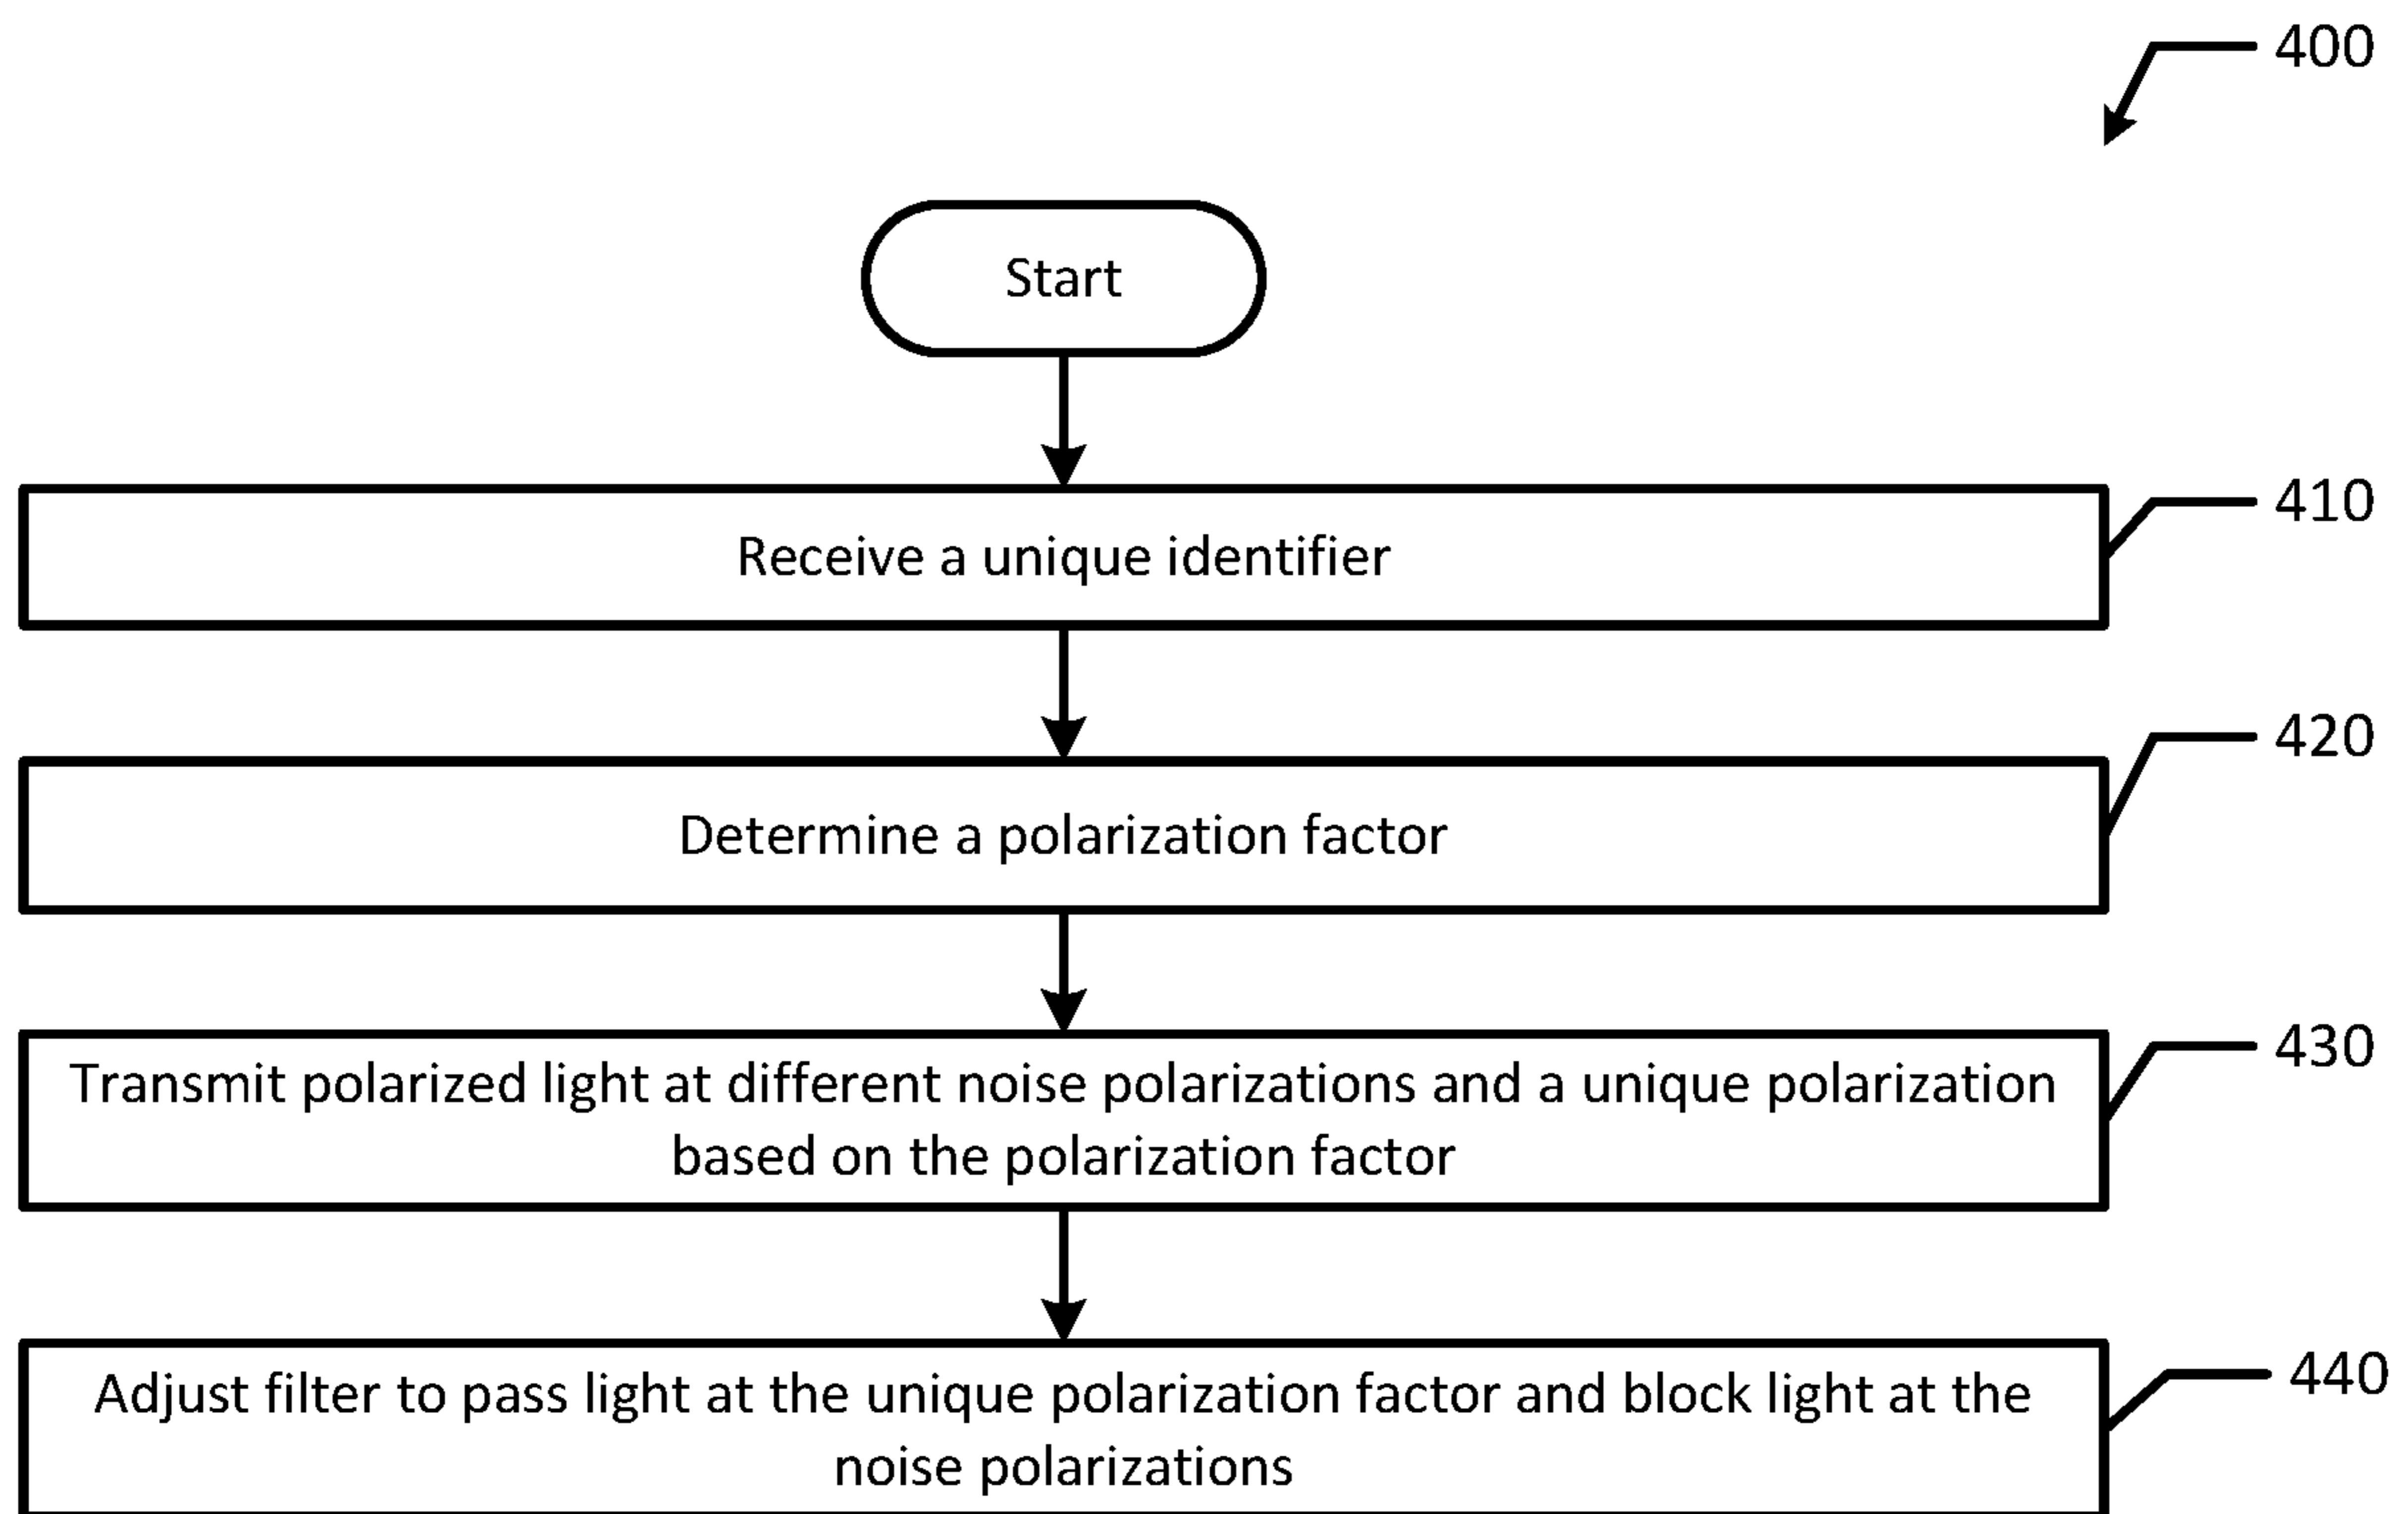 400
Start
410
Receive a unique identifier
420
Determine a polarization factor
430
Transmit polarized light at different noise polarizations and a unique polarization
based on the polarization factor
440
Adjust filter to pass light at the unique polarization factor and block light at the
noise polarizations